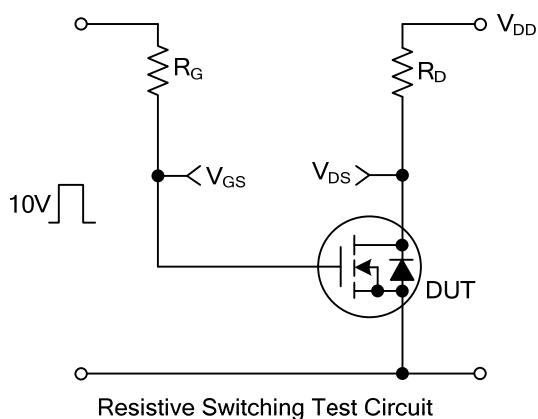 V_DD
R_G
R_D
V_GS
V_DS
10V
DUT
Resistive Switching Test Circuit